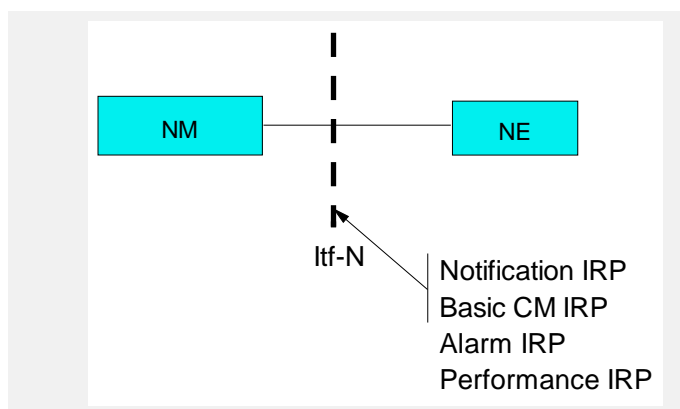 NM
NE
Itf-N
Notification IRP
Basic CM IRP
Alarm IRP
Performance IRP